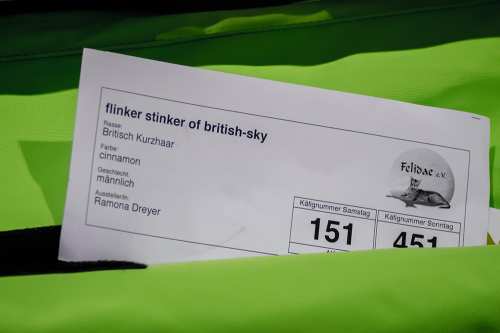 flinker stinker of british-sky
Rasse:
Britisch Kurzhaar
Farbe:
cinnamon
Geschlecht:
männlich
Aussteller/in:
Ramona Dreyer
Felidae e.V.
Käfignummer Samstag
151
Käfignummer Sonntag
451